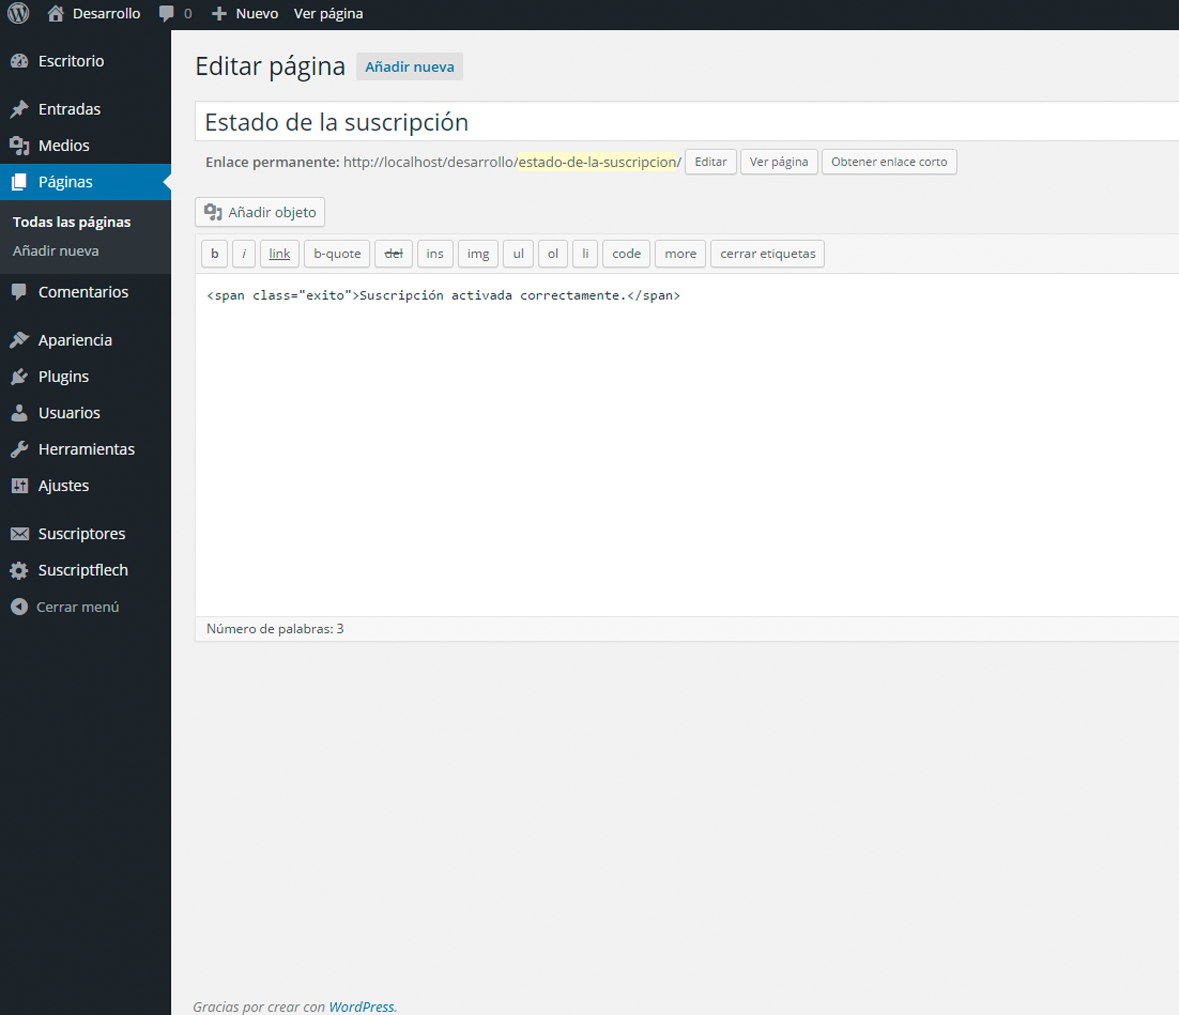 Desarrollo 0 Nuevo Ver página
Escritorio
Entradas
Medios
Páginas
Todas las páginas
Añadir nueva
Comentarios
Apariencia
Plugins
Usuarios
Herramientas
Ajustes
Suscriptores
Suscriptflech
Cerrar menú
Editar página Añadir nueva
Estado de la suscripción
Enlace permanente: http://localhost/desarrollo/estado-de-la-suscripcion/ Editar Ver página Obtener enlace corto
Añadir objeto
b i link b-quote del ins img ul ol li code more cerrar etiquetas
<span class="exito">Suscripción activada correctamente.</span>
Número de palabras: 3
Gracias por crear con WordPress.